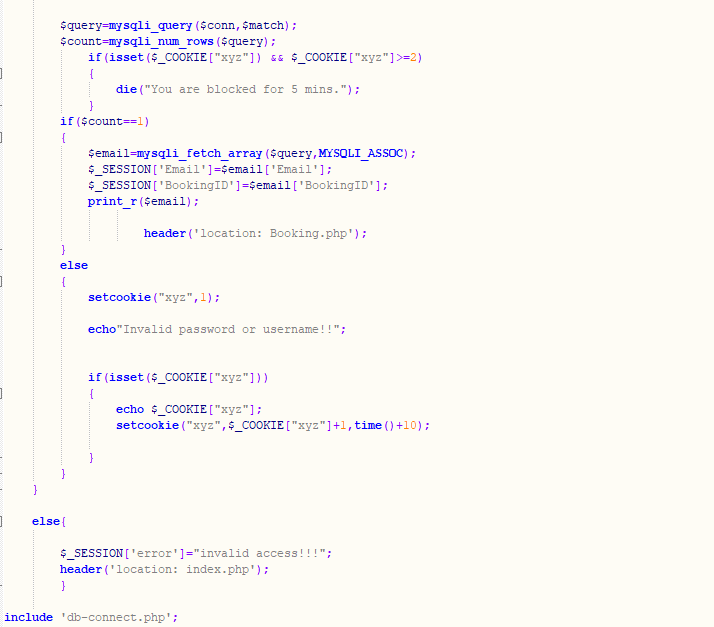 $query=mysqli_query($conn,$match);
$count=mysqli_num_rows($query);
if(isset($_COOKIE["xyz"]) && $_COOKIE["xyz"]>=2)
{
die("You are blocked for 5 mins.");
}
if($count==1)
{
$email=mysqli_fetch_array($query,MYSQLI_ASSOC);
$_SESSION['Email']=$email['Email'];
$_SESSION['BookingID']=$email['BookingID'];
print_r($email);
header('location: Booking.php');
}
else
{
setcookie("xyz",1);
echo"Invalid password or username!!";
if(isset($_COOKIE["xyz"]))
{
echo $_COOKIE["xyz"];
setcookie("xyz",$_COOKIE["xyz"]+1,time()+10);
}
}
}
else{
$_SESSION['error']="invalid access!!!";
header('location: index.php');
}
include 'db-connect.php';